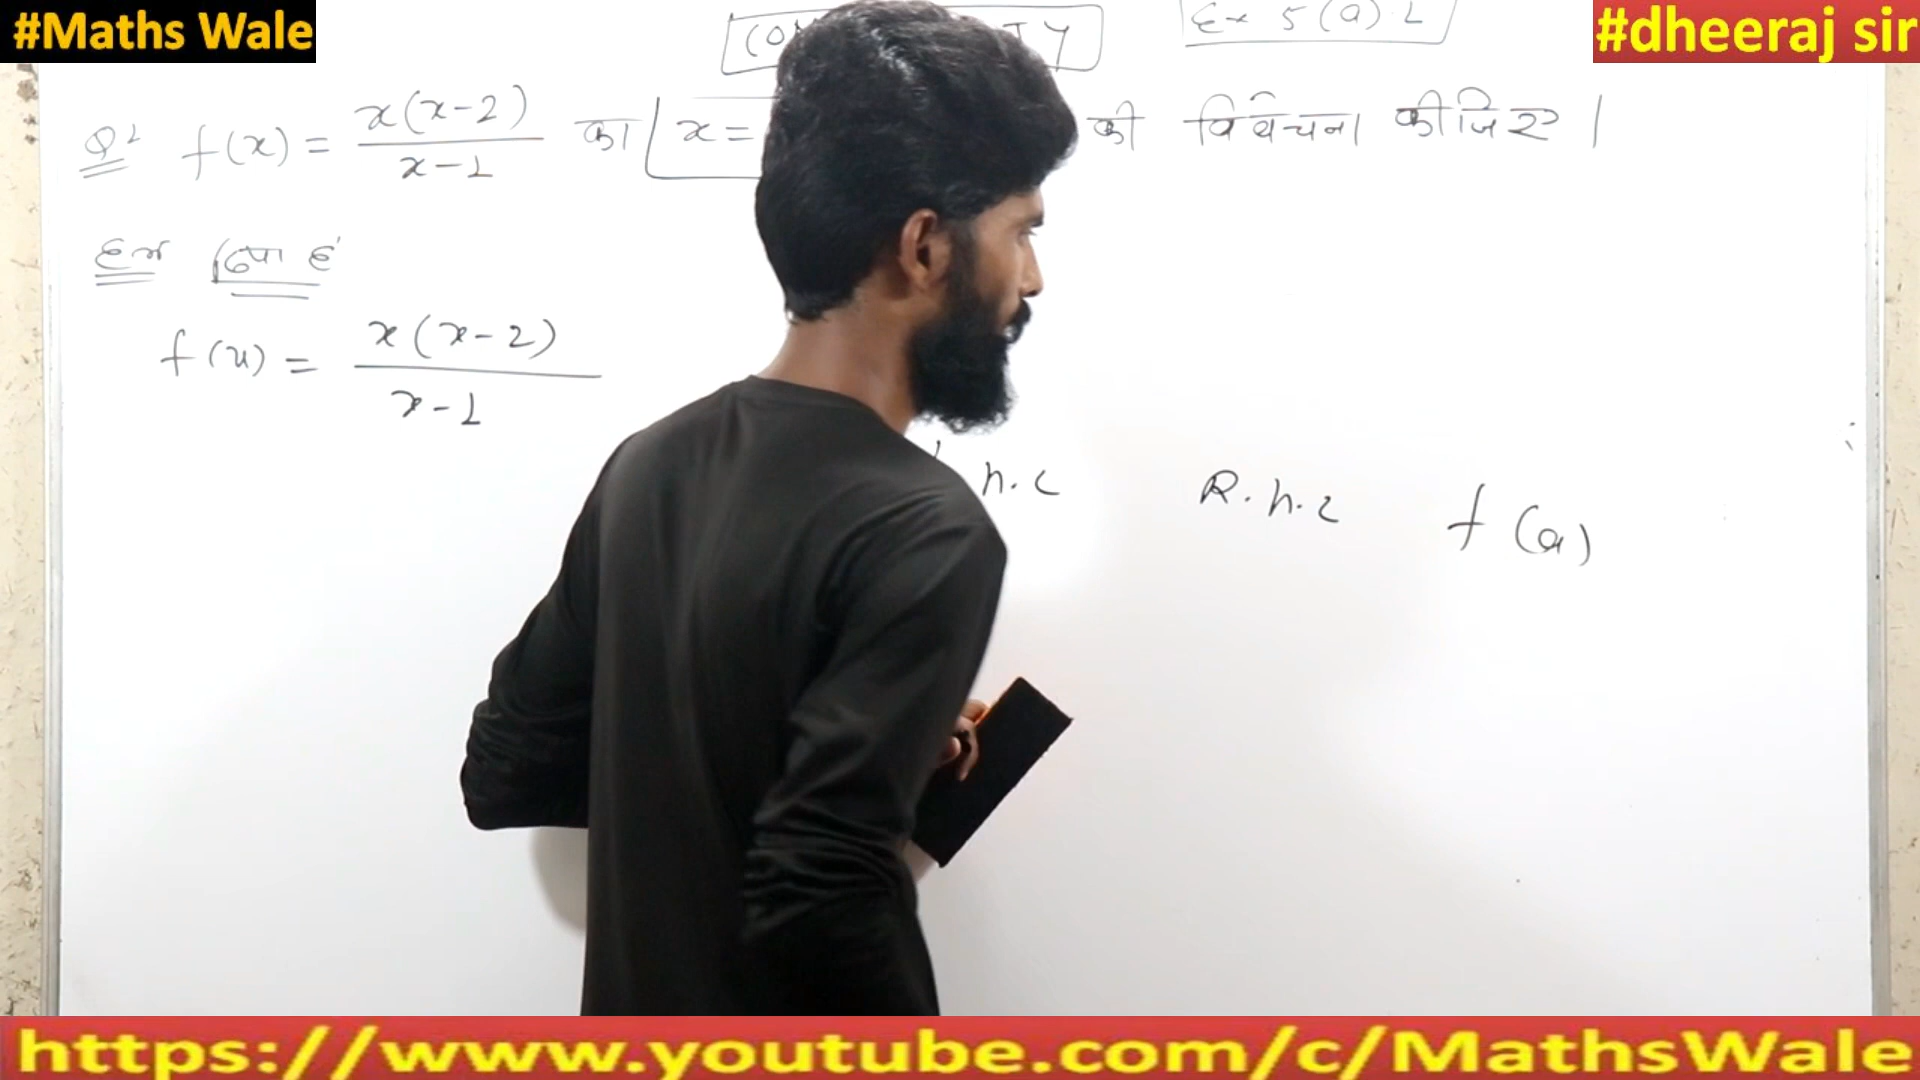 #Maths Wale
#dheeraj sir
Ex 5(a).1
Q1 f(x) = x(x-2) / x-1 का x = की विवेचना कीजिए।
हल दिया है
f(x) = x(x-2) / x-1
h.L R.h.L f(a)
https://www.youtube.com/c/MathsWale